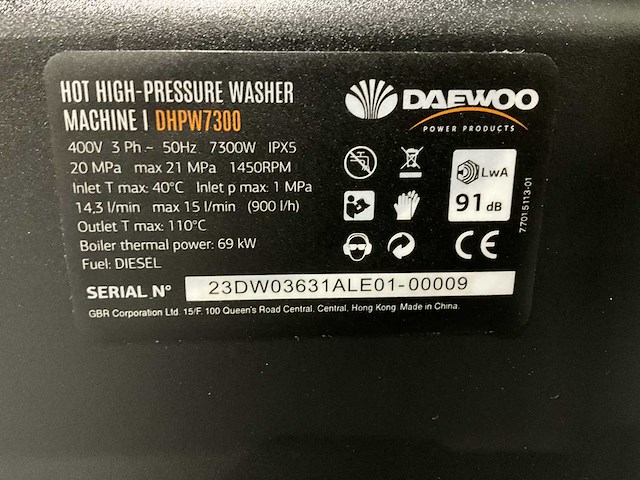 HOT HIGH-PRESSURE WASHER
MACHINE | DHPW7300
400V 3 Ph ~ 50Hz 7300W IPX5
20 MPa max 21 MPa 1450RPM
Inlet T max: 40°C Inlet p max: 1 MPa
14,3 l/min max 15 l/min (900 l/h)
Outlet T max: 110°C
Boiler thermal power: 69 kW
Fuel: DIESEL
SERIAL N° 23DW03631ALE01-00009
GBR Corporation Ltd. 15/F. 100 Queen's Road Central. Central, Hong Kong Made in China.
DAEWOO
POWER PRODUCTS
LwA
91 dB
CE
7.701.5113-01